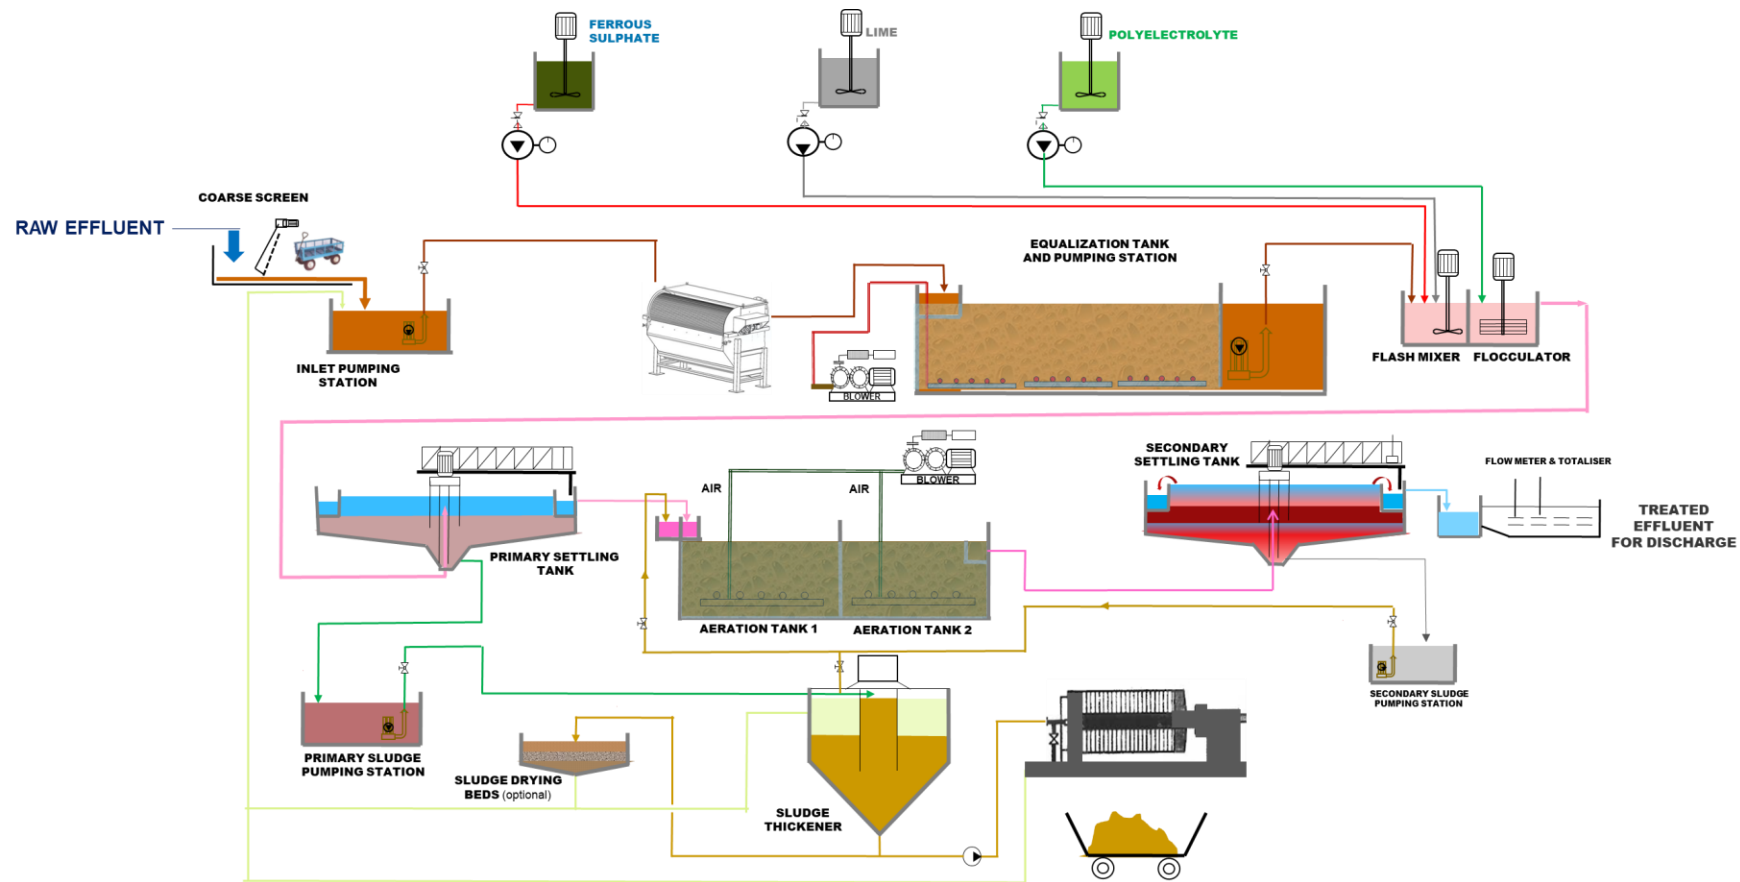 FERROUS
SULPHATE
LIME
POLYELECTROLYTE
COARSE SCREEN
RAW EFFLUENT
EQUALIZATION TANK
AND PUMPING STATION
INLET PUMPING
STATION
BLOWER
FLASH MIXER
FLOCCULATOR
SECONDARY
SETTLING TANK
FLOW METER & TOTALISER
BLOWER
AIR
AIR
TREATED
EFFLUENT
FOR DISCHARGE
PRIMARY SETTLING
TANK
AERATION TANK 1
AERATION TANK 2
SECONDARY SLUDGE
PUMPING STATION
PRIMARY SLUDGE
PUMPING STATION
SLUDGE DRYING
BEDS (optional)
SLUDGE
THICKENER